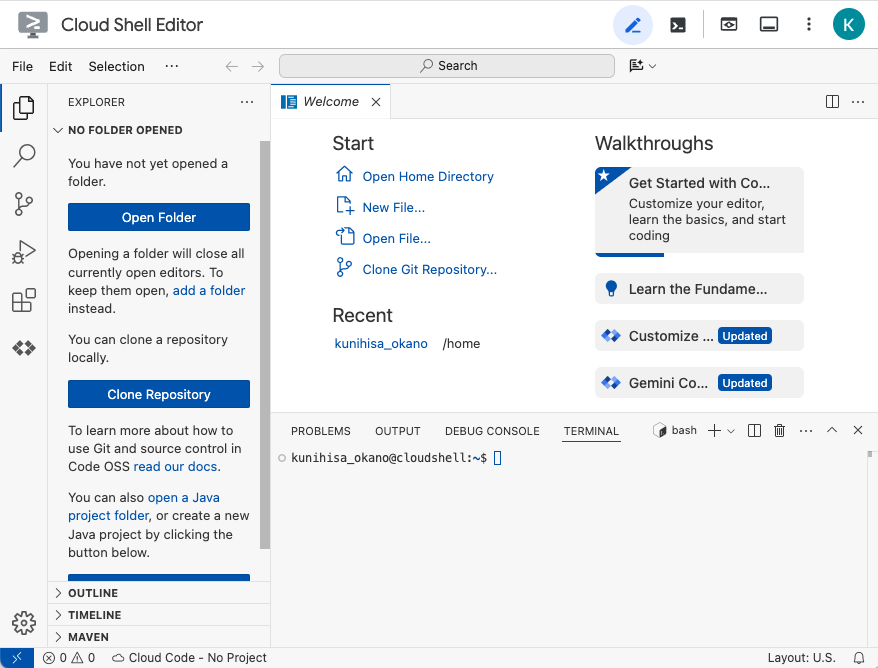 Cloud Shell Editor
K
File Edit Selection ···
Search
EXPLORER
NO FOLDER OPENED
You have not yet opened a
folder.
Open Folder
Opening a folder will close all
currently open editors. To
keep them open, add a folder
instead.
You can clone a repository
locally.
Clone Repository
To learn more about how to
use Git and source control in
Code OSS read our docs.
You can also open a Java
project folder, or create a new
Java project by clicking the
button below.
OUTLINE
TIMELINE
MAVEN
Welcome
Start
Open Home Directory
New File...
Open File...
Clone Git Repository...
Recent
kunihisa_okano /home
Walkthroughs
Get Started with Co...
Customize your editor,
learn the basics, and start
coding
Learn the Fundame...
Customize ... Updated
Gemini Co... Updated
PROBLEMS OUTPUT DEBUG CONSOLE TERMINAL bash
kunihisa_okano@cloudshell:~$
0 0 Cloud Code - No Project Layout: U.S.